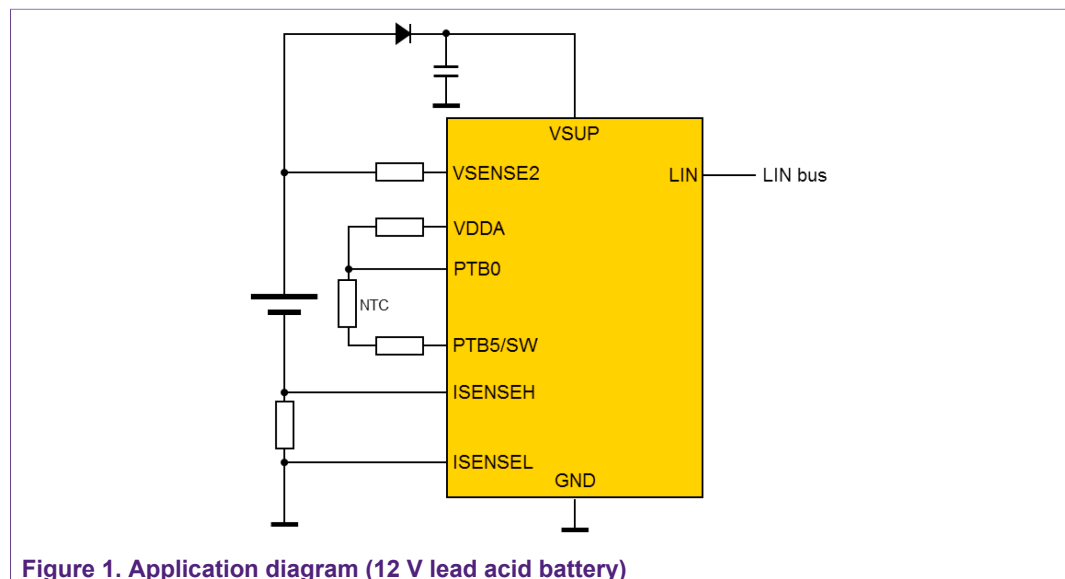 VSUP
VSENSE2
LIN
LIN bus
VDDA
PTB0
NTC
PTB5/SW
ISENSEH
ISENSEL
GND
Figure 1. Application diagram (12 V lead acid battery)